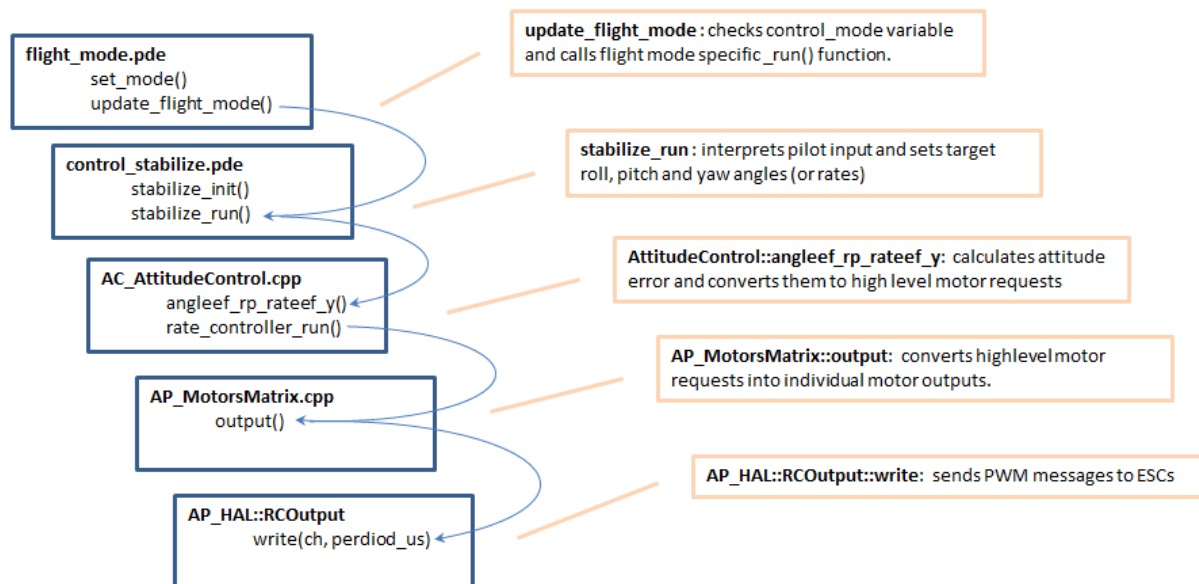 flight_mode.pde
set_mode()
update_flight_mode()
update_flight_mode : checks control_mode variable
and calls flight mode specific _run() function.
control_stabilize.pde
stabilize_init()
stabilize_run()
stabilize_run : interprets pilot input and sets target
roll, pitch and yaw angles (or rates)
AC_AttitudeControl.cpp
angleef_rp_rateef_y()
rate_controller_run()
AttitudeControl::angleef_rp_rateef_y: calculates attitude
error and converts them to high level motor requests
AP_MotorsMatrix.cpp
output()
AP_MotorsMatrix::output: converts highlevel motor
requests into individual motor outputs.
AP_HAL::RCOutput
write(ch, perdiod_us)
AP_HAL::RCOutput::write: sends PWM messages to ESCs